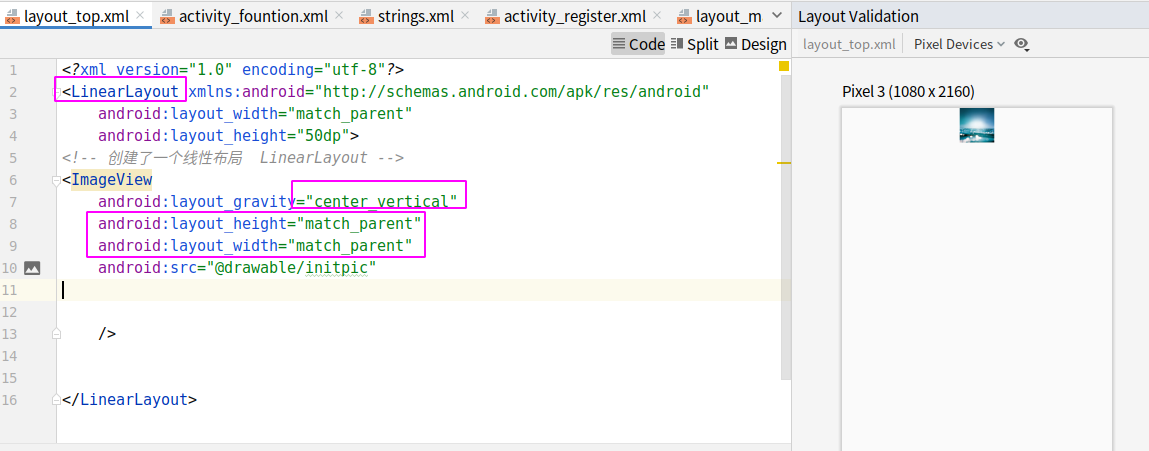 layout_top.xml activity_fountion.xml strings.xml activity_register.xml layout_m Layout Validation
Code Split Design layout_top.xml Pixel Devices
1 <?xml version="1.0" encoding="utf-8"?>
2 <LinearLayout xmlns:android="http://schemas.android.com/apk/res/android"
3 android:layout_width="match_parent"
4 android:layout_height="50dp">
5 <!-- 创建了一个线性布局  LinearLayout -->
6 <ImageView
7 android:layout_gravity="center_vertical"
8 android:layout_height="match_parent"
9 android:layout_width="match_parent"
10 android:src="@drawable/initpic"
11
12
13 />
14
15
16 </LinearLayout>
Pixel 3 (1080 x 2160)